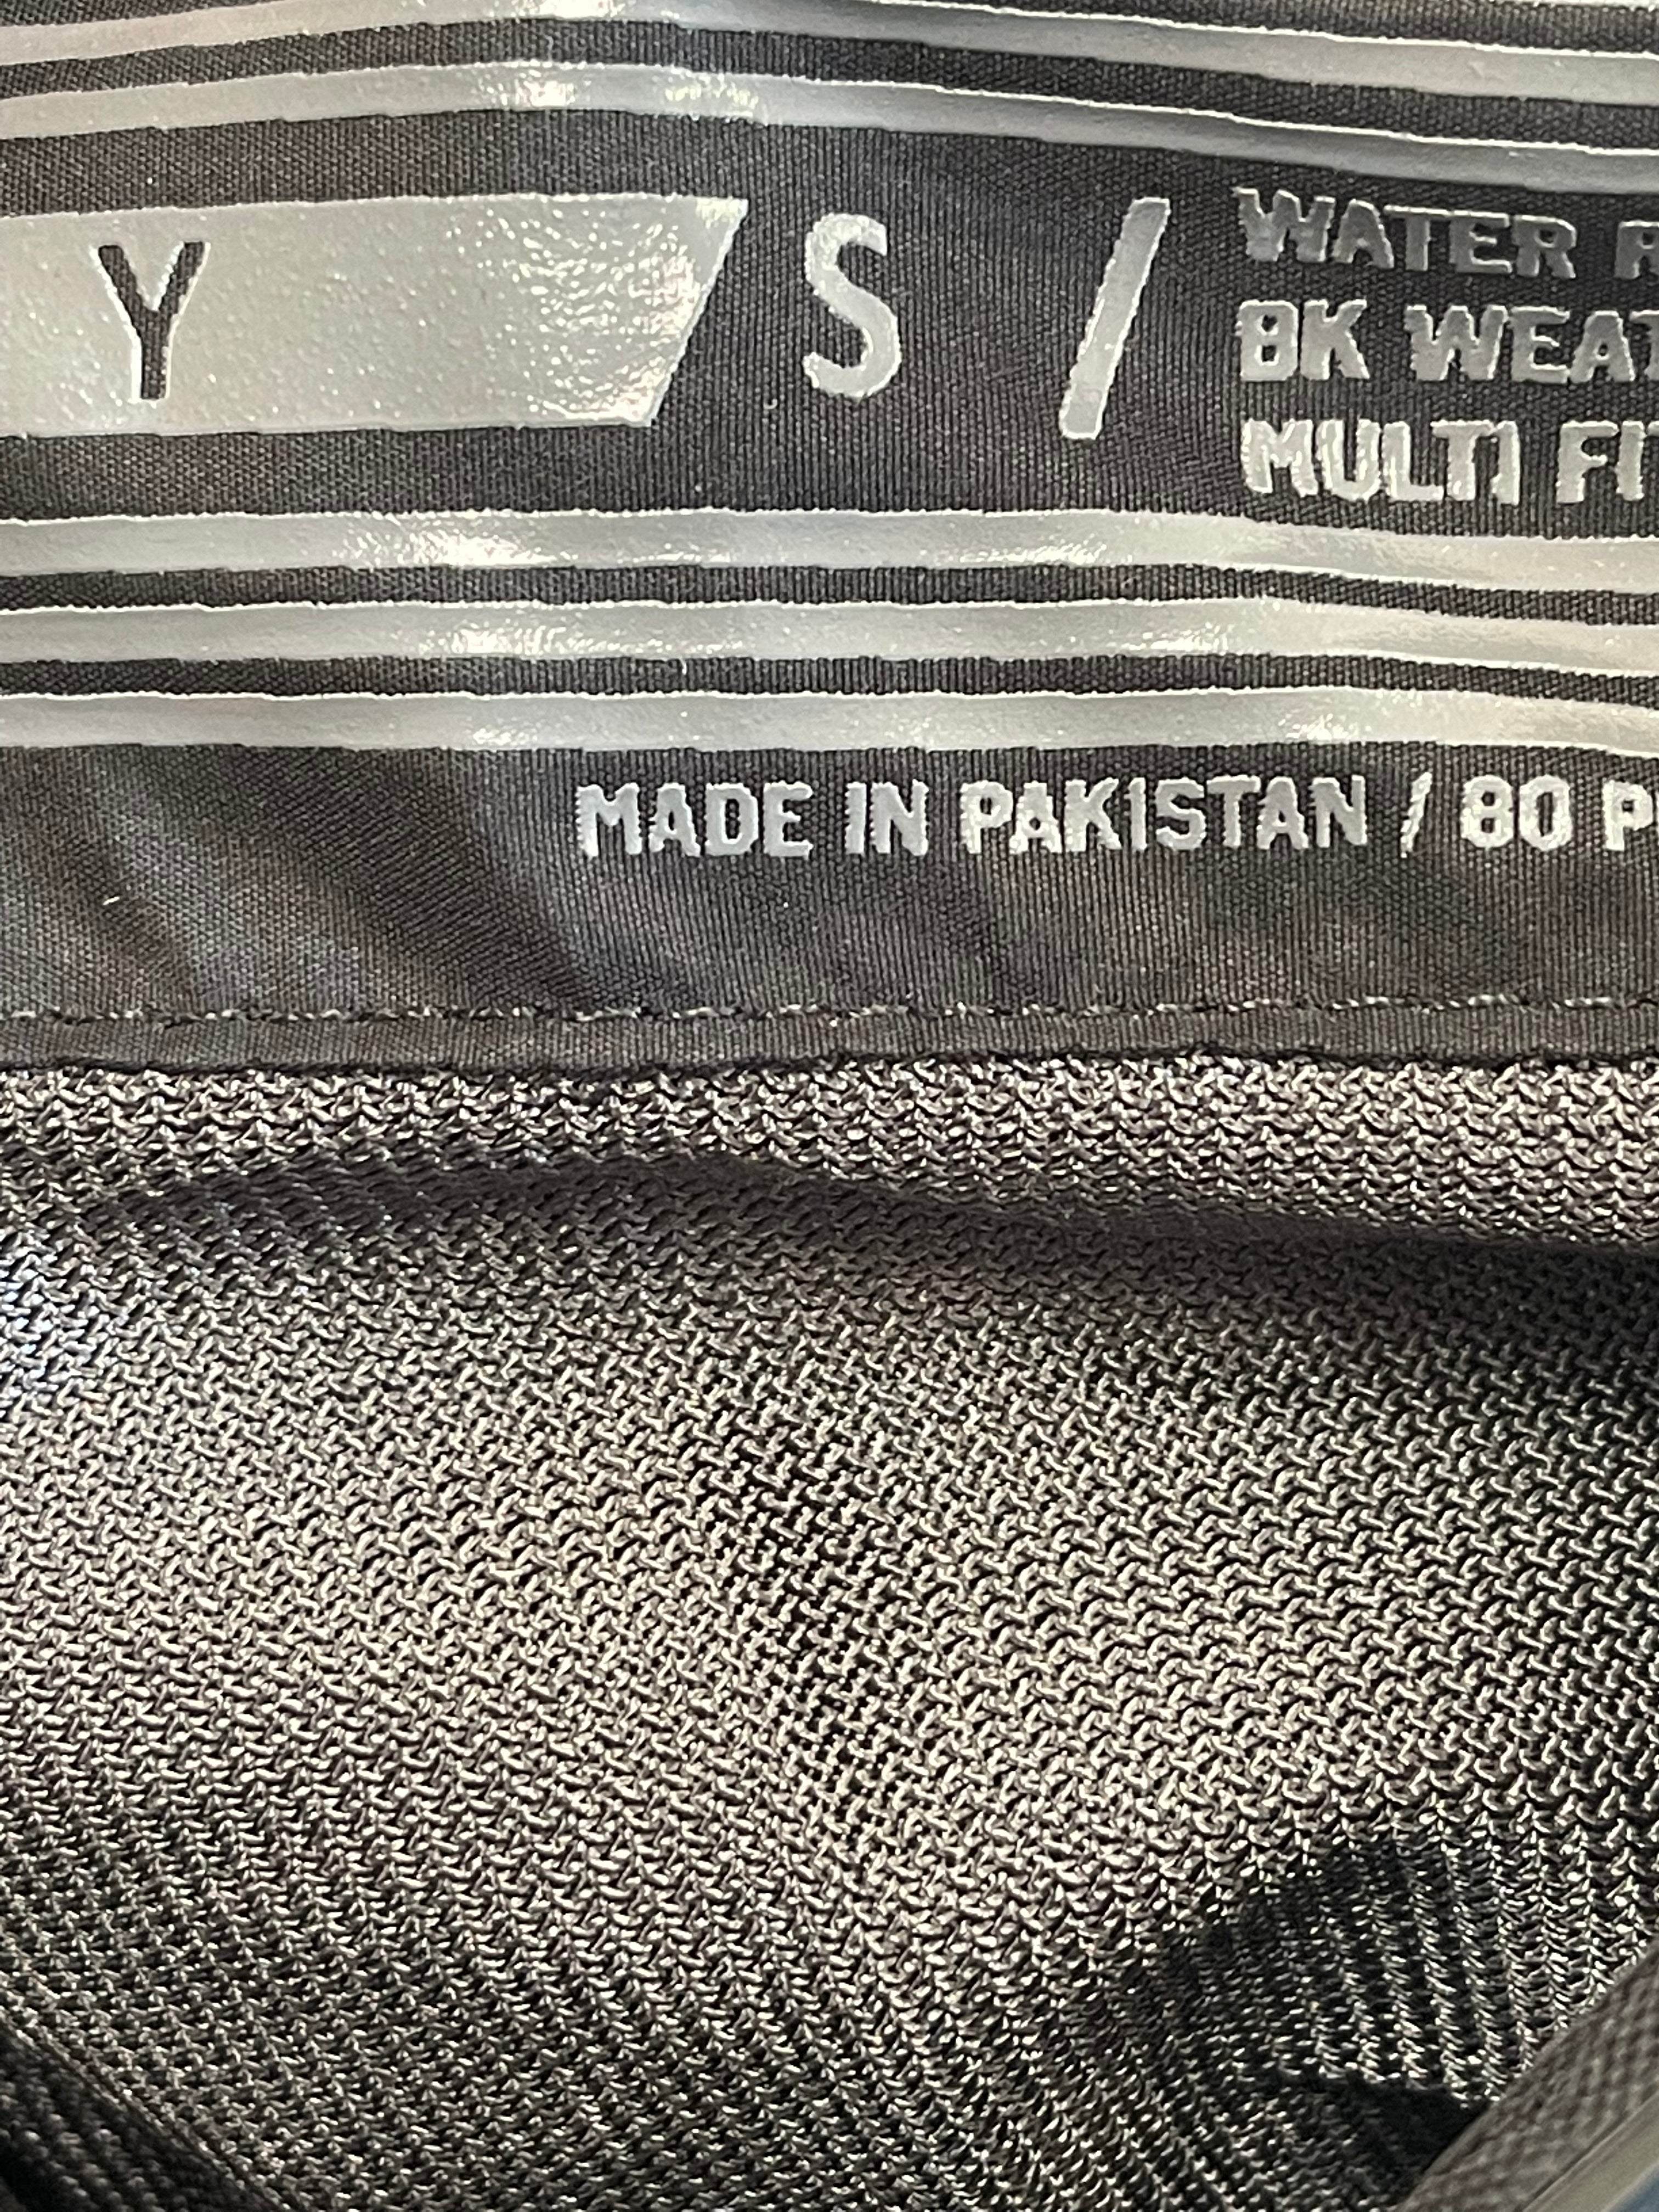 Y S / WATER
8K
MULTI
MADE IN PAKISTAN / 80